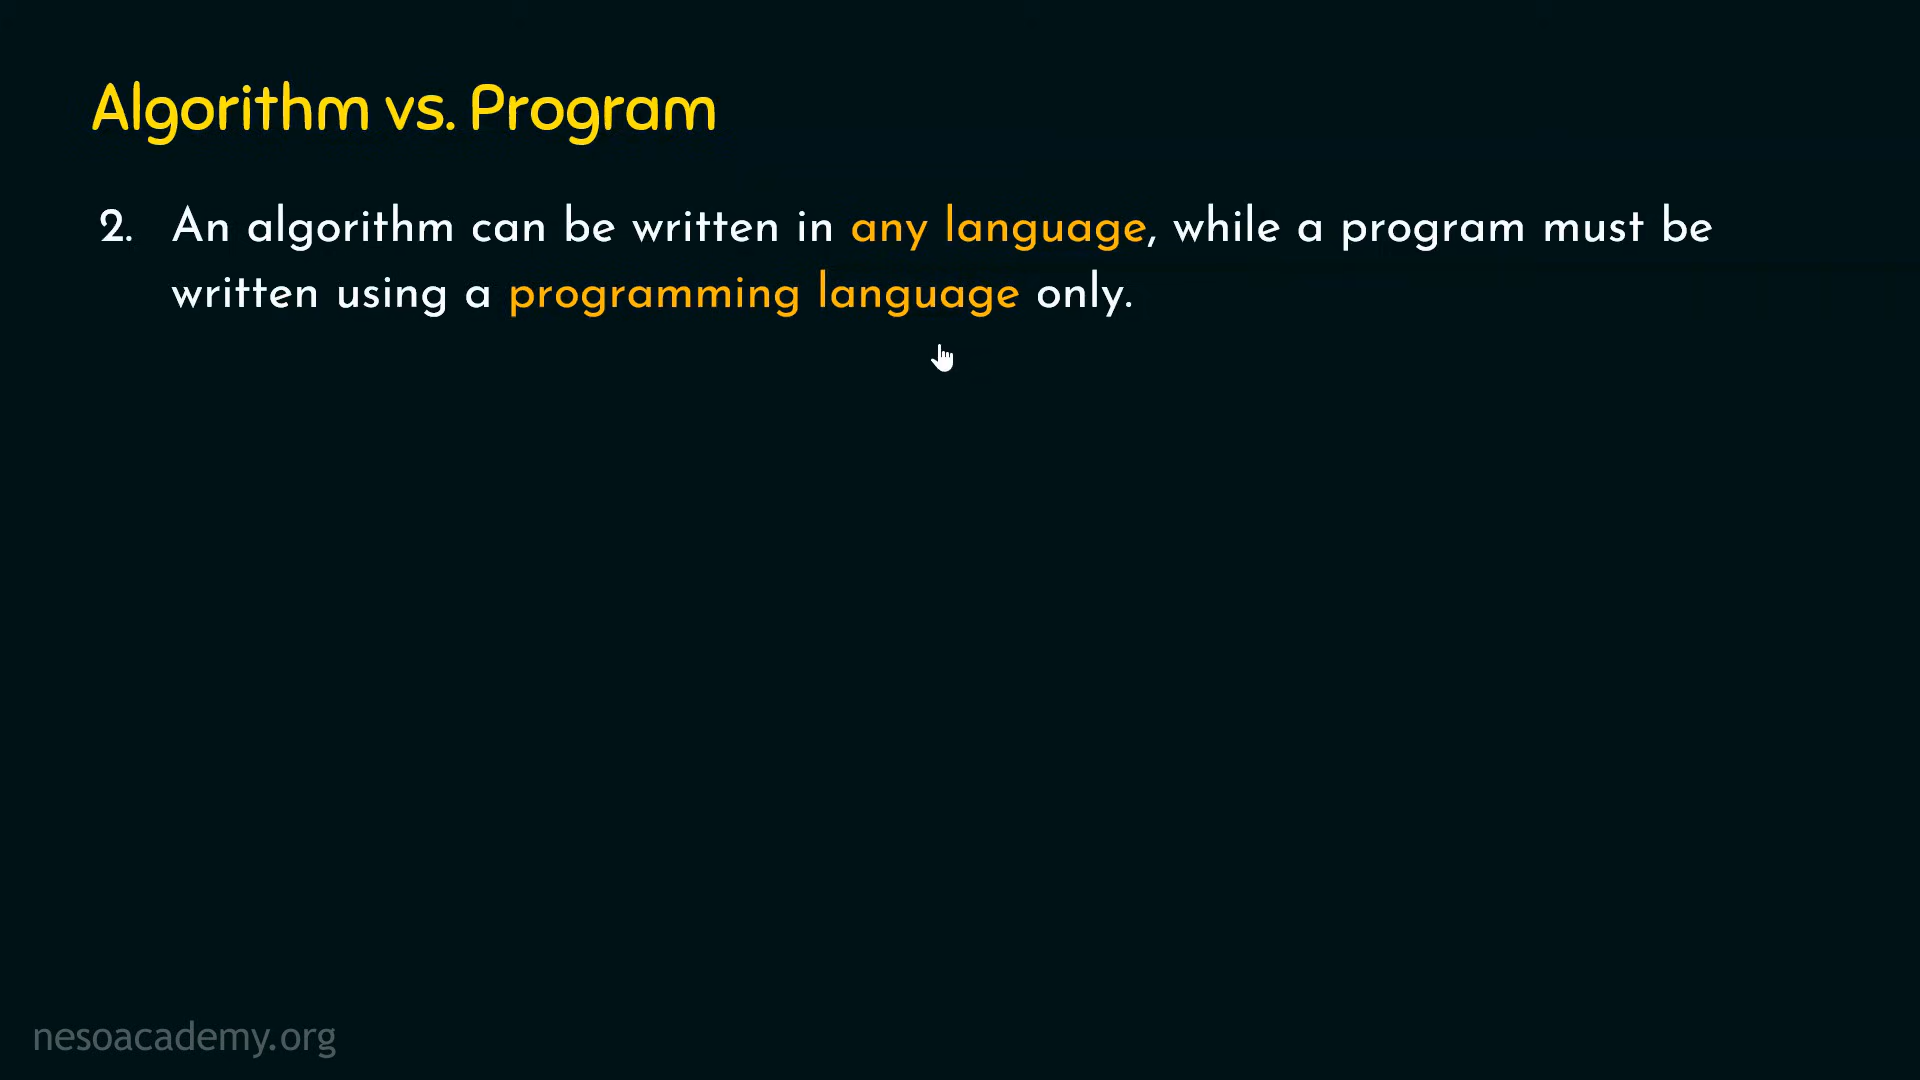 Algorithm vs. Program
2. An algorithm can be written in any language, while a program must be
written using a programming language only.
nesoacademy.org